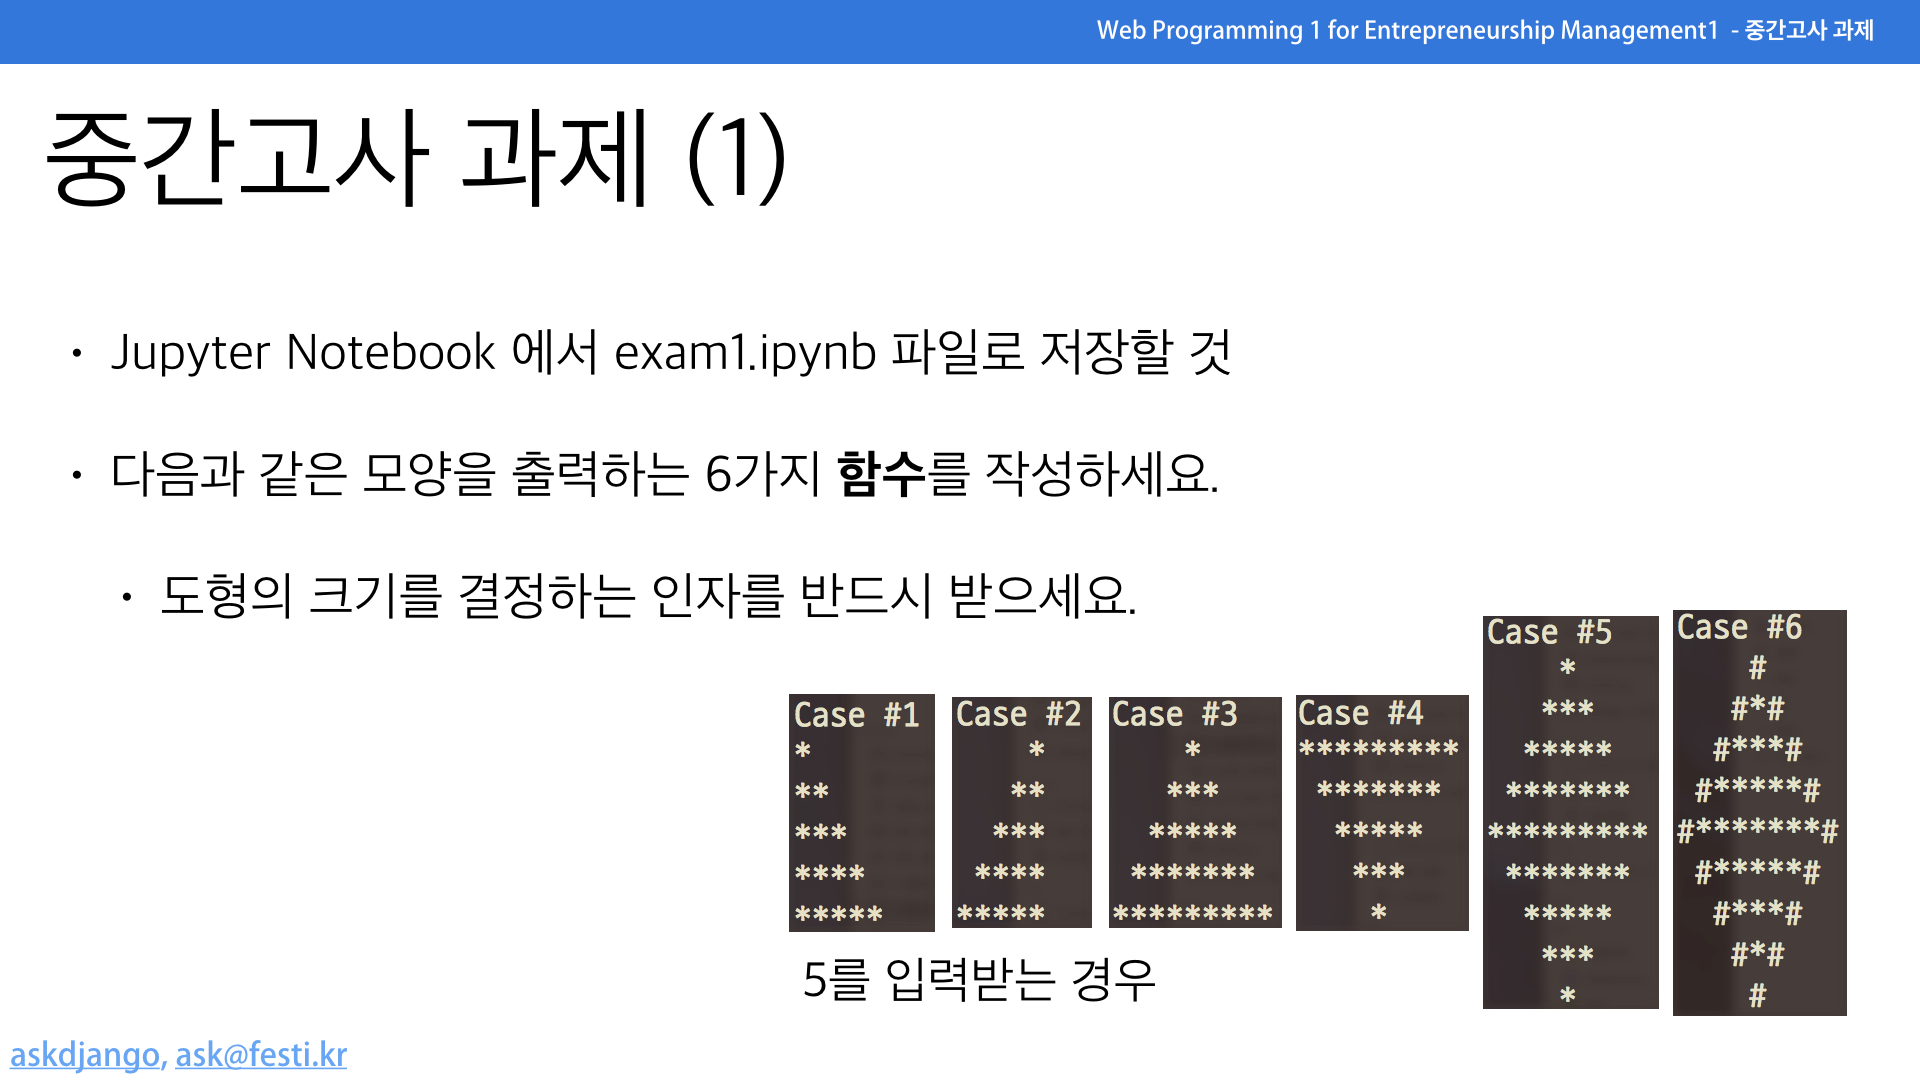 Web Programming 1 for Entrepreneurship Management1 - 중간고사 과제
중간고사 과제 (1)
• Jupyter Notebook 에서 exam1.ipynb 파일로 저장할 것
• 다음과 같은 모양을 출력하는 6가지 함수를 작성하세요.
• 도형의 크기를 결정하는 인자를 반드시 받으세요.
Case #1
*
**
***
****
*****
Case #2
    *
   **
  ***
 ****
*****
Case #3
    *
   ***
  *****
 *******
*********
Case #4
*********
 *******
  *****
   ***
    *
Case #5
    *
   ***
  *****
 *******
*********
 *******
  *****
   ***
    *
Case #6
    #
   #*#
  #***#
 #*****#
#*******#
 #*****#
  #***#
   #*#
    #
5를 입력받는 경우
askdjango, ask@festi.kr